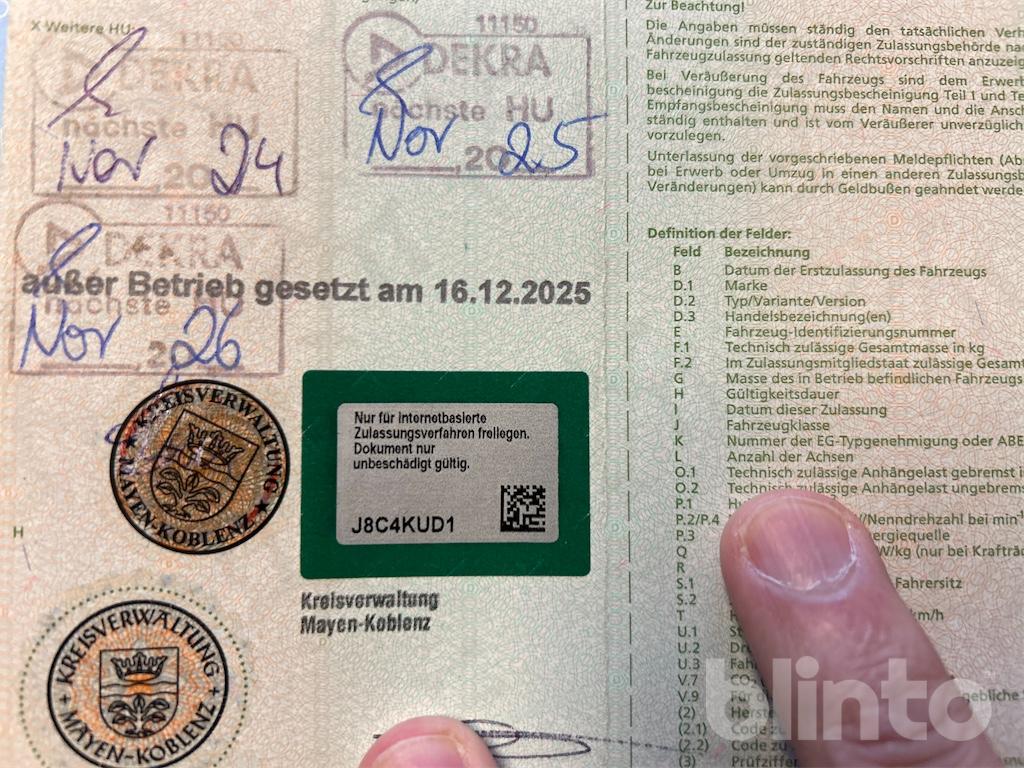 X Weitere HU:
11150
DEKRA
nächste HU
Nov 24
, 20
11150
DEKRA
nächste HU
Nov 25
, 20
11150
DEKRA
nächste HU
Nov 26
außer Betrieb gesetzt am 16.12.2025
KREISVERWALTUNG
MAYEN-KOBLENZ
Nur für internetbasierte
Zulassungsverfahren freilegen.
Dokument nur
unbeschädigt gültig.
J8C4KUD1
H
Kreisverwaltung
Mayen-Koblenz
KREISVERWALTUNG
MAYEN-KOBLENZ
Zur Beachtung!
Die Angaben müssen ständig den tatsächlichen
Änderungen sind der zuständigen Zulassungsbehörde
Fahrzeugzulassung geltenden Rechtsvorschriften
Bei Veräußerung des Fahrzeugs sind dem
bescheinigung die Zulassungsbescheinigung Teil I und
Empfangsbescheinigung muss den Namen und die
ständig enthalten und ist vom Veräußerer
vorzulegen.
Unterlassung der vorgeschriebenen Meldepflichten
bei Erwerb oder Umzug in einen anderen
Veränderungen) kann durch Geldbußen geahndet
Definition der Felder:
Feld Bezeichnung
B Datum der Erstzulassung des Fahrzeugs
D.1 Marke
D.2 Typ/Variante/Version
D.3 Handelsbezeichnung(en)
E Fahrzeug-Identifizierungsnummer
F.1 Technisch zulässige Gesamtmasse in kg
F.2 Im Zulassungsmitgliedstaat zulässige
G Masse des in Betrieb befindlichen Fahrzeugs
H Gültigkeitsdauer
I Datum dieser Zulassung
J Fahrzeugklasse
K Nummer der EG-Typgenehmigung oder ABE
L Anzahl der Achsen
O.1 Technisch zulässige Anhängelast gebremst
O.2 Technisch zulässige Anhängelast
P.1
P.2/P.4 /Nenndrehzahl bei min
P.3
Q W/kg (nur bei
R
S.1 Fahrersitz
S.2
T km/h
U.1
U.2
U.3
V.7
V.9
(2)
(2.1) Code
(2.2) Code zu
(3) Prüfziffer
blinto